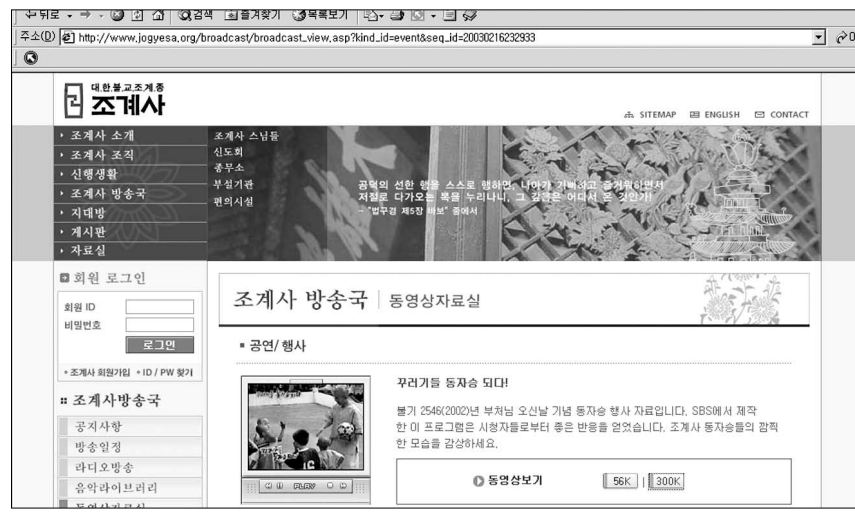 뒤로 검색 즐겨찾기 목록보기
주소(D) http://www.jogyesa.org/broadcast/broadcast_view.asp?kind_id=event&seq_id=20030216232933
대.한.불.교.조.계.종
조계사
SITEMAP ENGLISH CONTACT
조계사 소개
조계사 조직
신행생활
조계사 방송국
지대방
게시판
자료실
조계사 스님들
신도회
종무소
부설기관
편의시설
공덕의 선한 행을 스스로 행하면, 나아가 기뻐하고 즐거워하면서
저절로 다가오는 복을 누리나니, 그 깊음은 어디서 온 것인가!
- "법구경 제5장 바보" 중에서
회원 로그인
회원 ID
비밀번호
로그인
조계사 회원가입 ID / PW 찾기
조계사방송국
공지사항
방송일정
라디오방송
음악라이브러리
동영상자료실
조계사 방송국 | 동영상자료실
공연/ 행사
PLAY
꾸러기들 동자승 되다!
불기 2546(2002)년 부처님 오신날 기념 동자승 행사 자료입니다. SBS에서 제작
한 이 프로그램은 시청자들로부터 좋은 반응을 얻었습니다. 조계사 동자승들의 깜찍
한 모습을 감상하세요.
동영상보기 56K | 300K